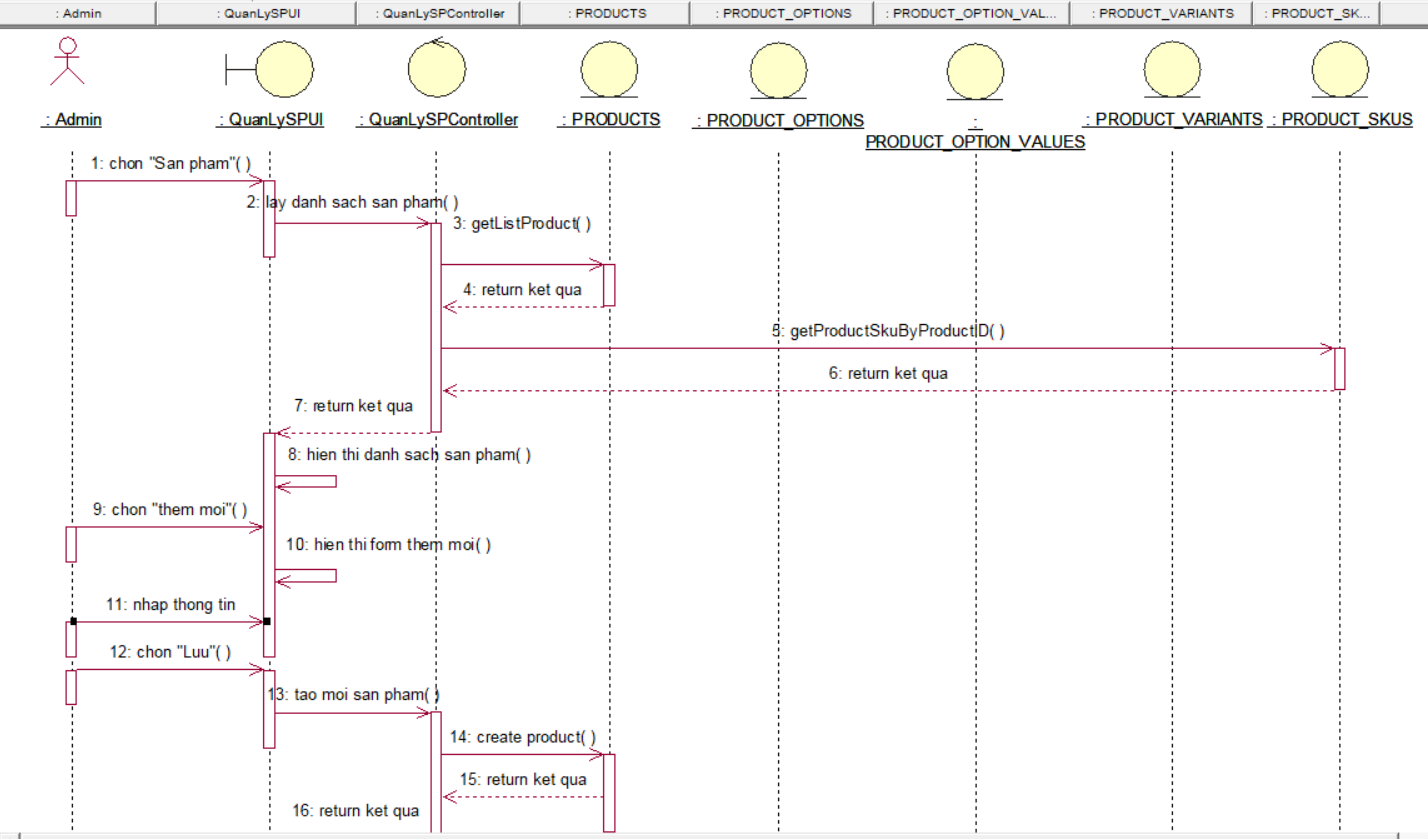 : Admin
: QuanLySPUI
: QuanLySPController
: PRODUCTS
: PRODUCT_OPTIONS
: PRODUCT_OPTION_VAL...
: PRODUCT_VARIANTS
: PRODUCT_SK...
: Admin
: QuanLySPUI
: QuanLySPController
: PRODUCTS
: PRODUCT_OPTIONS
:
PRODUCT_OPTION_VALUES
: PRODUCT_VARIANTS
: PRODUCT_SKUS
1: chon "San pham"( )
2: lay danh sach san pham( )
3: getListProduct( )
4: return ket qua
5: getProductSkuByProductID( )
6: return ket qua
7: return ket qua
8: hien thi danh sach san pham( )
9: chon "them moi"( )
10: hien thi form them moi( )
11: nhap thong tin
12: chon "Luu"( )
13: tao moi san pham( )
14: create product( )
15: return ket qua
16: return ket qua